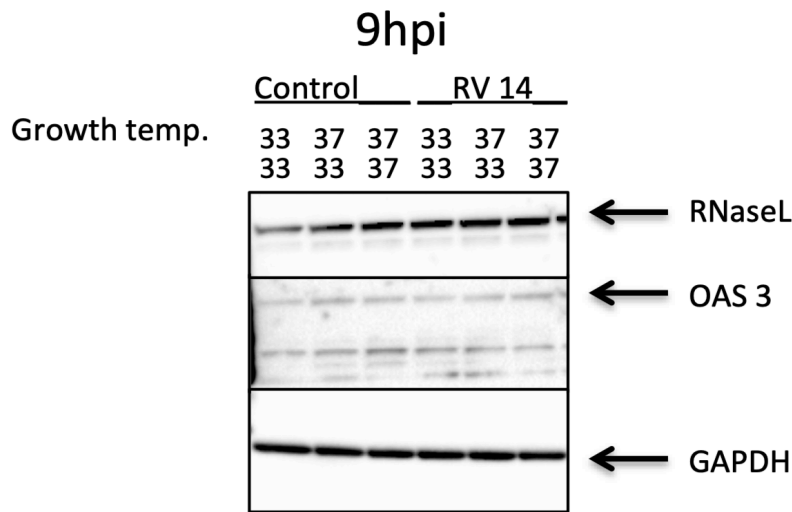 9hpi
Control RV 14
Growth temp.
33 37 37 33 37 37
33 33 37 33 33 37
RNaseL
OAS 3
GAPDH